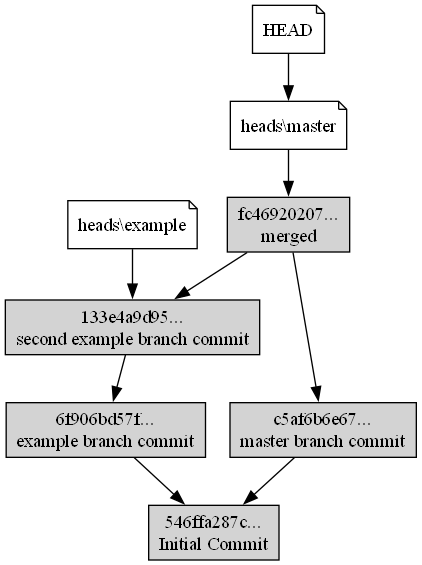 HEAD
heads\master
fc46920207...
merged
heads\example
133e4a9d95...
second example branch commit
6f906bd57f...
example branch commit
c5af6b6e67...
master branch commit
546ffa287c...
Initial Commit